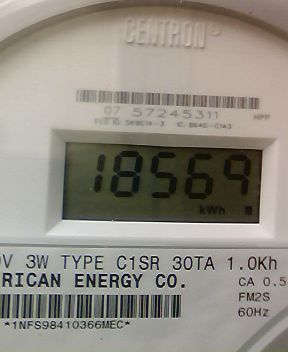 CENTRON®
07 57245311
HPP
18569
kWh
V 3W TYPE C1SR 30TA 1.0Kh
RICAN ENERGY CO.
CA 0.5
FM2S
60Hz
*1NFS98410366MEC*